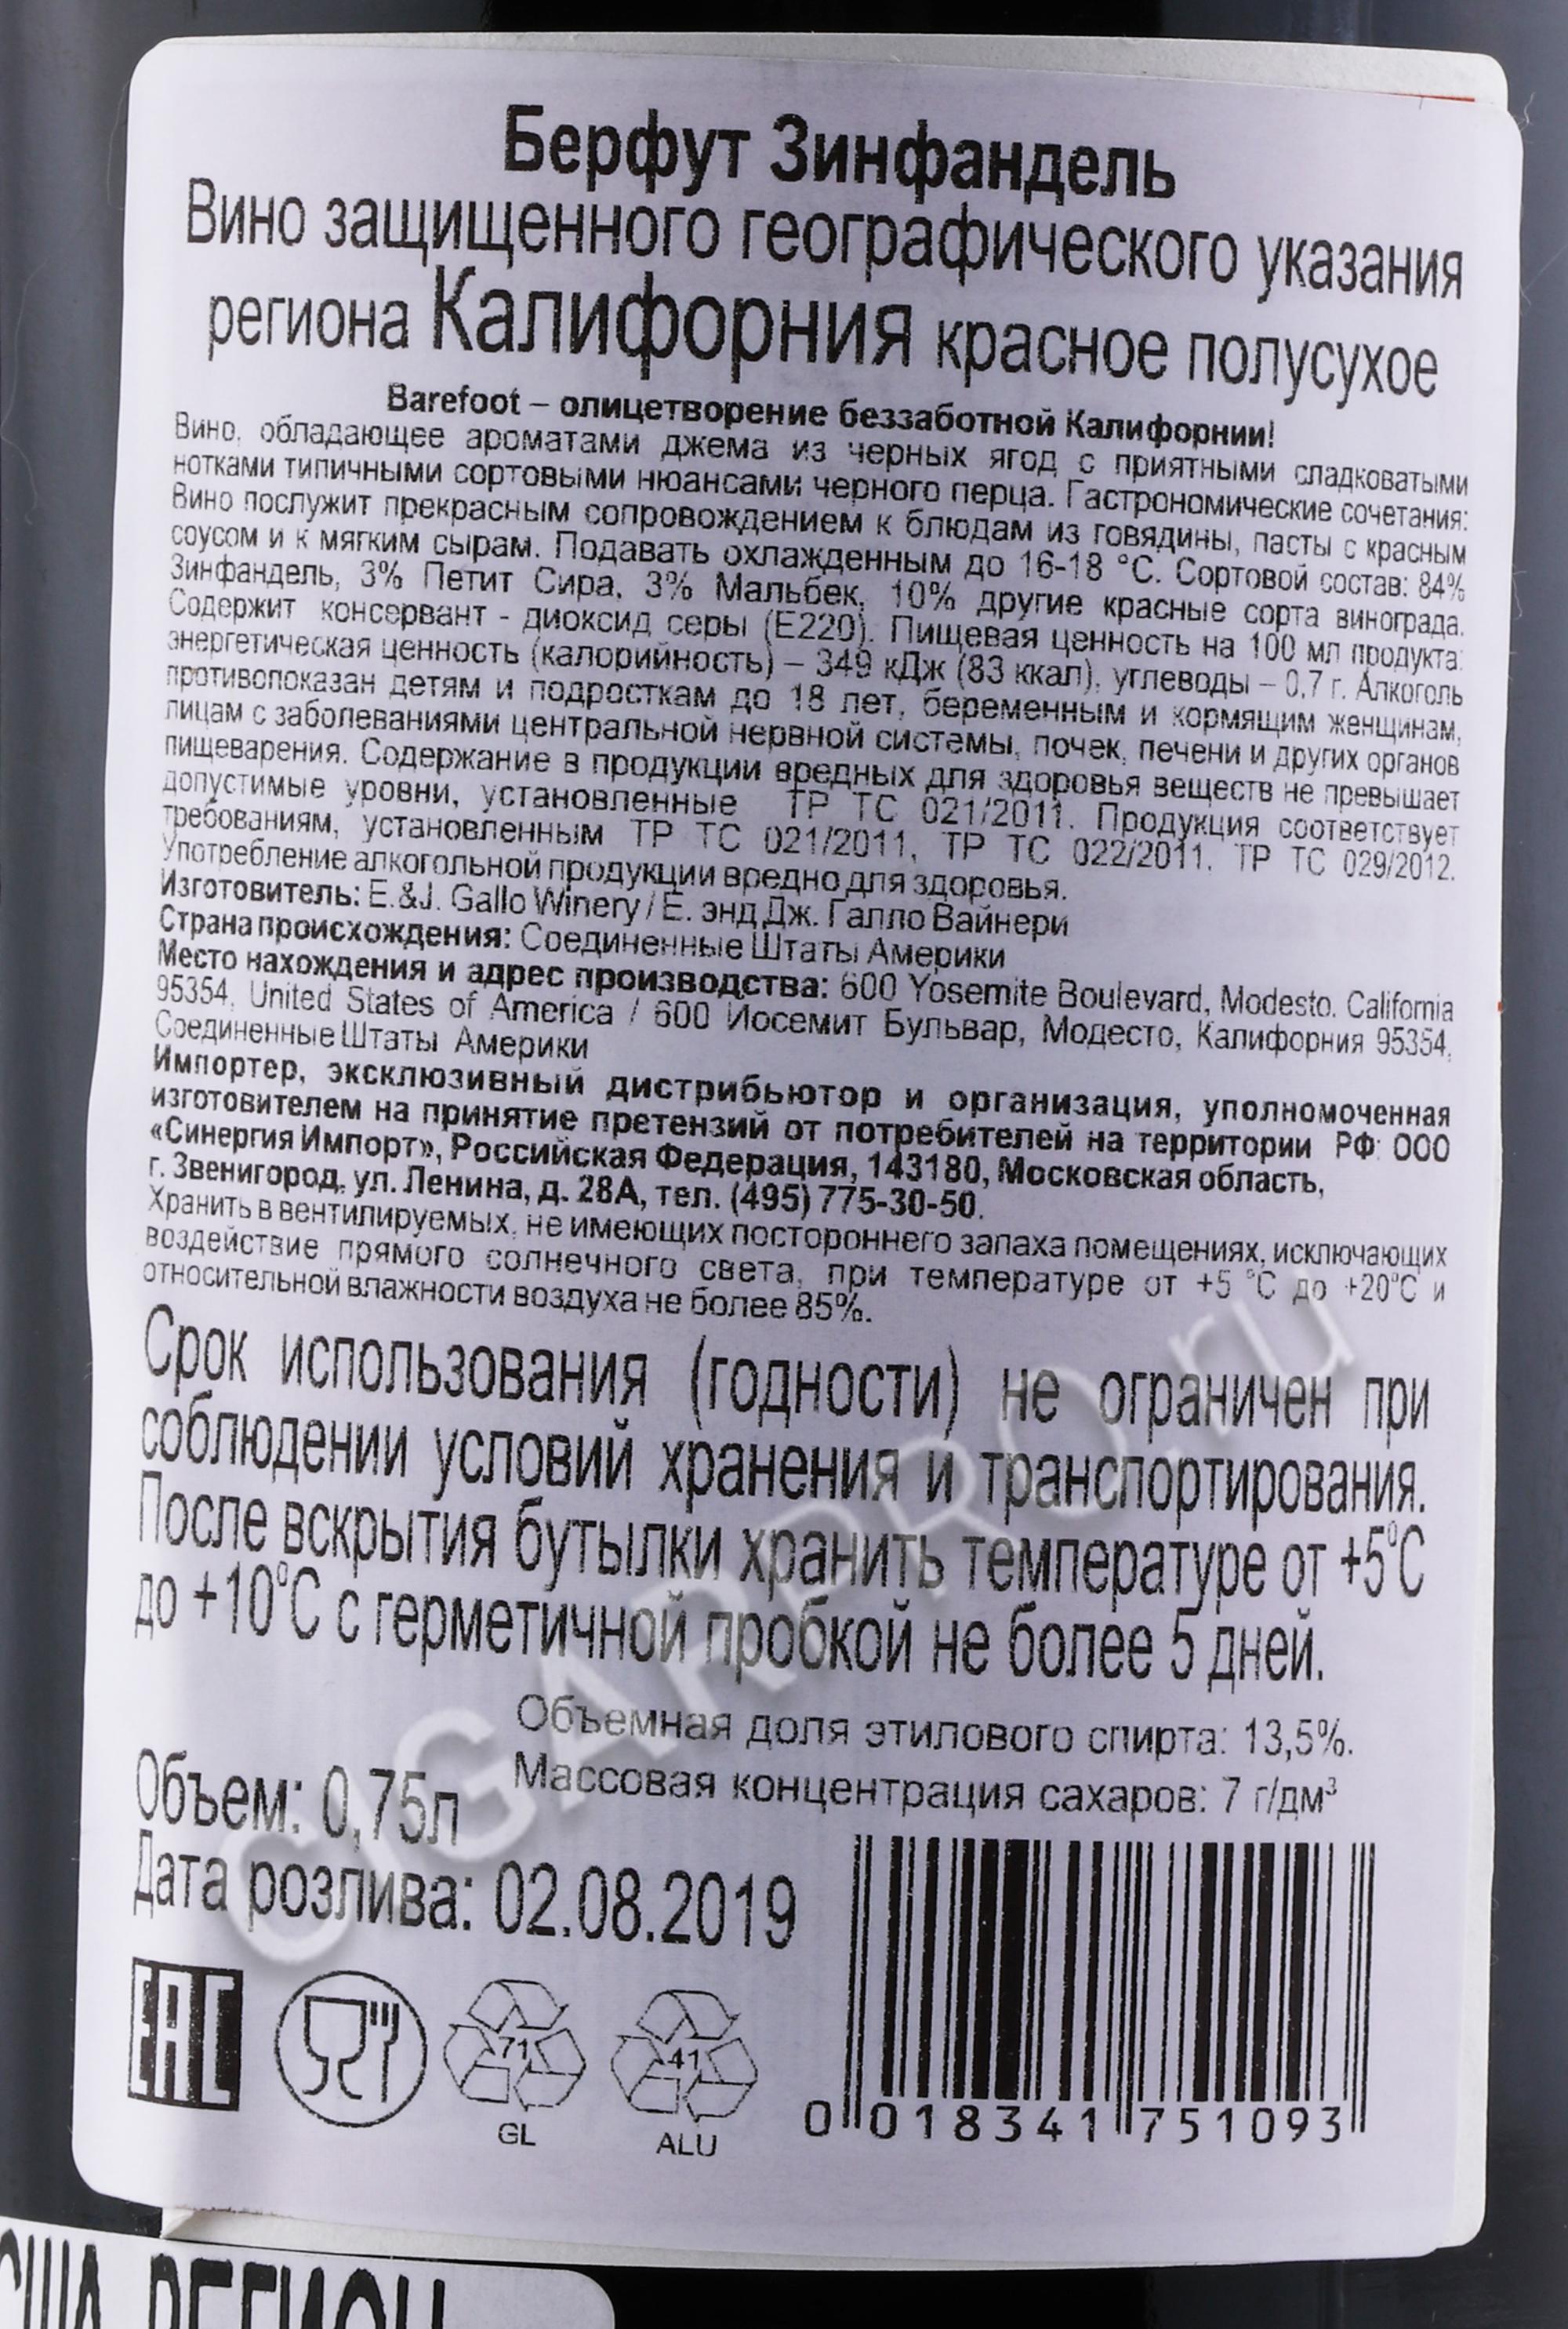 Берфут Зинфандель
Вино защищенного географического указания
региона Калифорния красное полусухое
Barefoot – олицетворение беззаботной Калифорнии!
Вино, обладающее ароматами джема из черных ягод с приятными сладковатыми
нотками типичными сортовыми нюансами черного перца. Гастрономические сочетания:
Вино послужит прекрасным сопровождением к блюдам из говядины, пасты с красным
соусом и к мягким сырам. Подавать охлажденным до 16-18 °C. Сортовой состав: 84%
Зинфандель, 3% Петит Сира, 3% Мальбек, 10% другие красные сорта винограда.
Содержит консервант - диоксид серы (E220). Пищевая ценность на 100 мл продукта:
энергетическая ценность (калорийность) – 349 кДж (83 ккал), углеводы – 0,7 г. Алкоголь
противопоказан детям и подросткам до 18 лет, беременным и кормящим женщинам,
лицам с заболеваниями центральной нервной системы, почек, печени и других органов
пищеварения. Содержание в продукции вредных для здоровья веществ не превышает
допустимые уровни, установленные ТР ТС 021/2011. Продукция соответствует
требованиям, установленным ТР ТС 021/2011, ТР ТС 022/2011, ТР ТС 029/2012.
Употребление алкогольной продукции вредно для здоровья.
Изготовитель: E.&J. Gallo Winery / Е. энд Дж. Галло Вайнери
Страна происхождения: Соединенные Штаты Америки
Место нахождения и адрес производства: 600 Yosemite Boulevard, Modesto. California
95354, United States of America / 600 Йосемит Бульвар, Модесто, Калифорния 95354,
Соединенные Штаты Америки
Импортер, эксклюзивный дистрибьютор и организация, уполномоченная
изготовителем на принятие претензий от потребителей на территории РФ: ООО
«Синергия Импорт», Российская Федерация, 143180, Московская область,
г. Звенигород, ул. Ленина, д. 28А, тел. (495) 775-30-50.
Хранить в вентилируемых, не имеющих постороннего запаха помещениях, исключающих
воздействие прямого солнечного света, при температуре от +5 °C до +20°C и
относительной влажности воздуха не более 85%.
Срок использования (годности) не ограничен при
соблюдении условий хранения и транспортирования.
После вскрытия бутылки хранить температуре от +5°C
до +10°C с герметичной пробкой не более 5 дней.
Объемная доля этилового спирта: 13,5%.
Массовая концентрация сахаров: 7 г/дм³
Объем: 0,75л
Дата розлива: 02.08.2019
EAC
71
GL
41
ALU
0 018341 751093
CIGARPRO.ru
США РЕГИОН